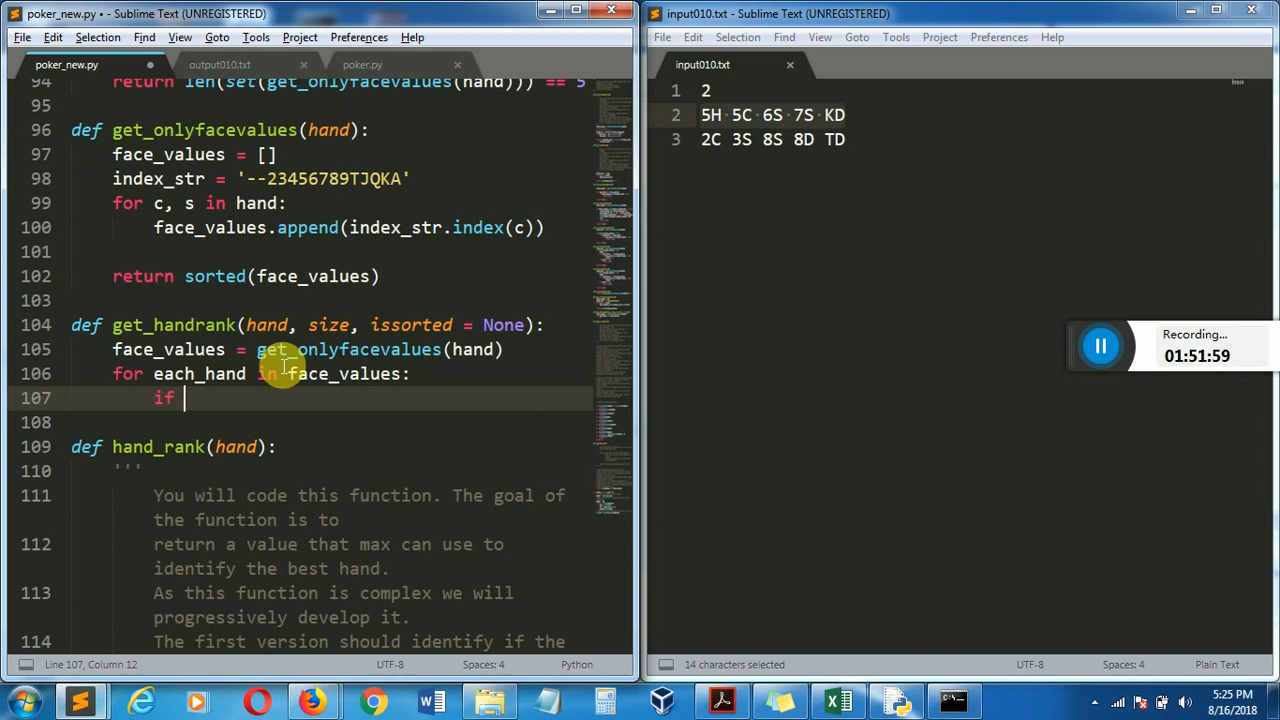 poker_new.py • - Sublime Text (UNREGISTERED)
File Edit Selection Find View Goto Tools Project Preferences Help
poker_new.py output010.txt poker.py
94 return len(set(get_onlyfacevalues(hand))) == 5
95
96 def get_onlyfacevalues(hand):
97 face_values = []
98 index_str = '--23456789TJQKA'
99 for c, s in hand:
100 face_values.append(index_str.index(c))
101
102 return sorted(face_values)
103
104 def get_handrank(hand, size, issorted = None):
105 face_values = get_onlyfacevalues(hand)
106 for each_hand in face_values:
107 if
108
109 def hand_rank(hand):
110 '''
111 You will code this function. The goal of
the function is to
112 return a value that max can use to
identify the best hand.
113 As this function is complex we will
progressively develop it.
114 The first version should identify if the
Line 107, Column 12 UTF-8 Spaces: 4 Python
input010.txt - Sublime Text (UNREGISTERED)
File Edit Selection Find View Goto Tools Project Preferences Help
input010.txt
1 2
2 5H 5C 6S 7S KD
3 2C 3S 8S 8D TD
Recording...
01:51:59
14 characters selected UTF-8 Spaces: 4 Plain Text
5:25 PM
8/16/2018